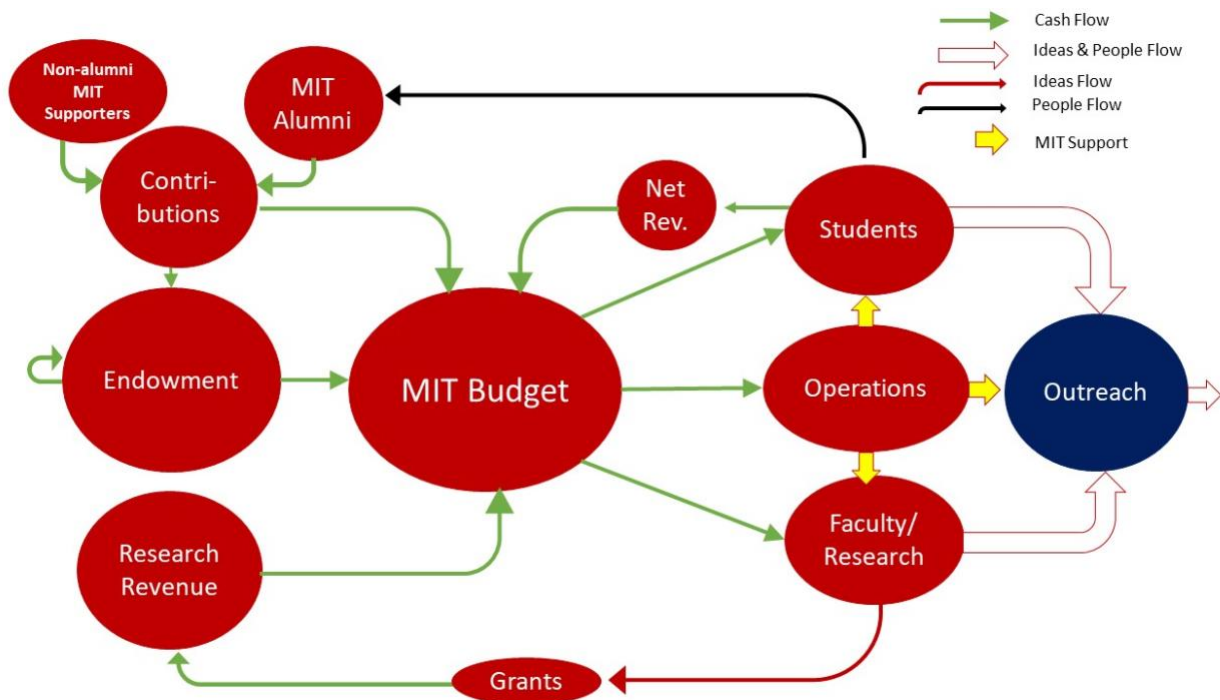 Cash Flow
Ideas & People Flow
Ideas Flow
People Flow
MIT Support
Non-alumni
MIT
Supporters
MIT
Alumni
Contri-
butions
Net
Rev.
Students
Endowment
MIT Budget
Operations
Outreach
Research
Revenue
Faculty/
Research
Grants